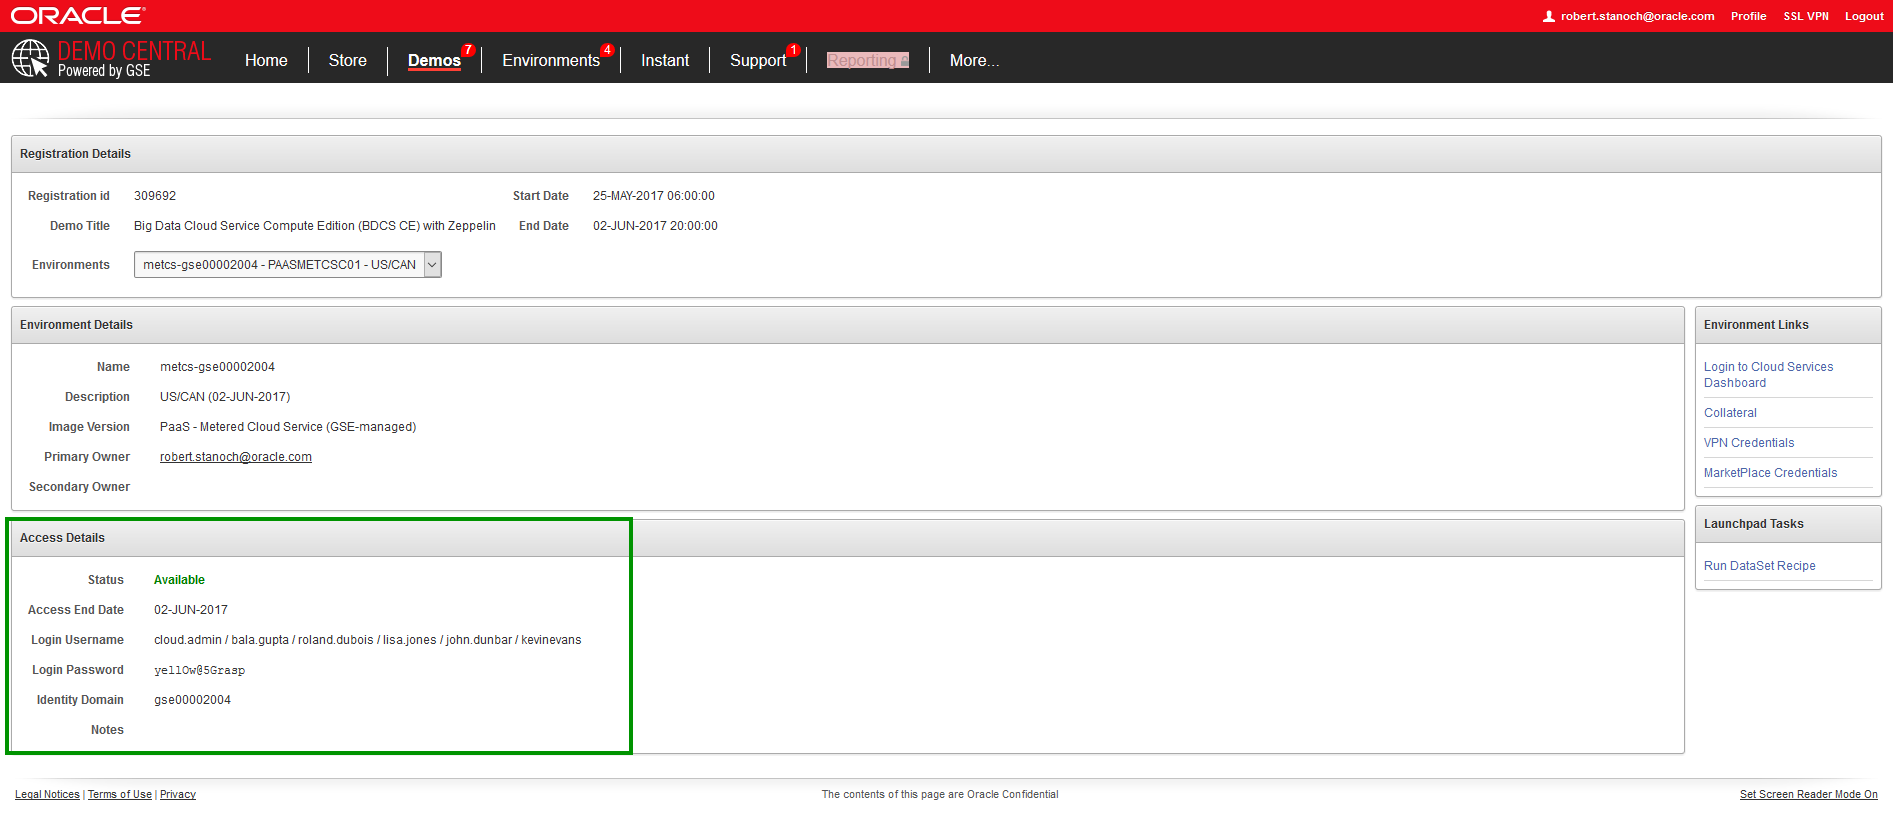 ORACLE®
robert.stanoch@oracle.com Profile SSL VPN Logout
DEMO CENTRAL
Powered by GSE
Home Store Demos 7 Environments 4 Instant Support 1 Reporting More...
Registration Details
Registration id 309692 Start Date 25-MAY-2017 06:00:00
Demo Title Big Data Cloud Service Compute Edition (BDCS CE) with Zeppelin End Date 02-JUN-2017 20:00:00
Environments metcs-gse00002004 - PAASMETCSC01 - US/CAN
Environment Details
Name metcs-gse00002004
Description US/CAN (02-JUN-2017)
Image Version PaaS - Metered Cloud Service (GSE-managed)
Primary Owner robert.stanoch@oracle.com
Secondary Owner
Environment Links
Login to Cloud Services
Dashboard
Collateral
VPN Credentials
MarketPlace Credentials
Access Details
Status Available
Access End Date 02-JUN-2017
Login Username cloud.admin / bala.gupta / roland.dubois / lisa.jones / john.dunbar / kevinevans
Login Password yellOw@5Grasp
Identity Domain gse00002004
Notes
Launchpad Tasks
Run DataSet Recipe
Legal Notices | Terms of Use | Privacy The contents of this page are Oracle Confidential Set Screen Reader Mode On